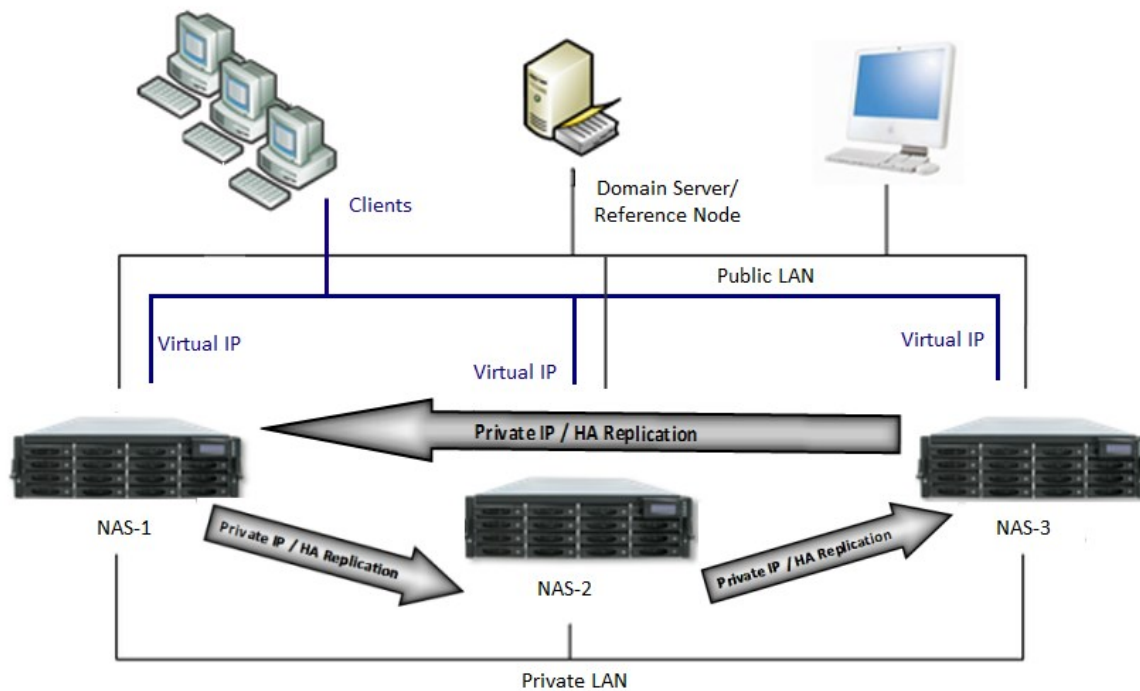 Clients
Domain Server/
Reference Node
Public LAN
Virtual IP
Virtual IP
Virtual IP
Private IP / HA Replication
NAS-1
Private IP / HA Replication
NAS-2
Private IP / HA Replication
NAS-3
Private LAN